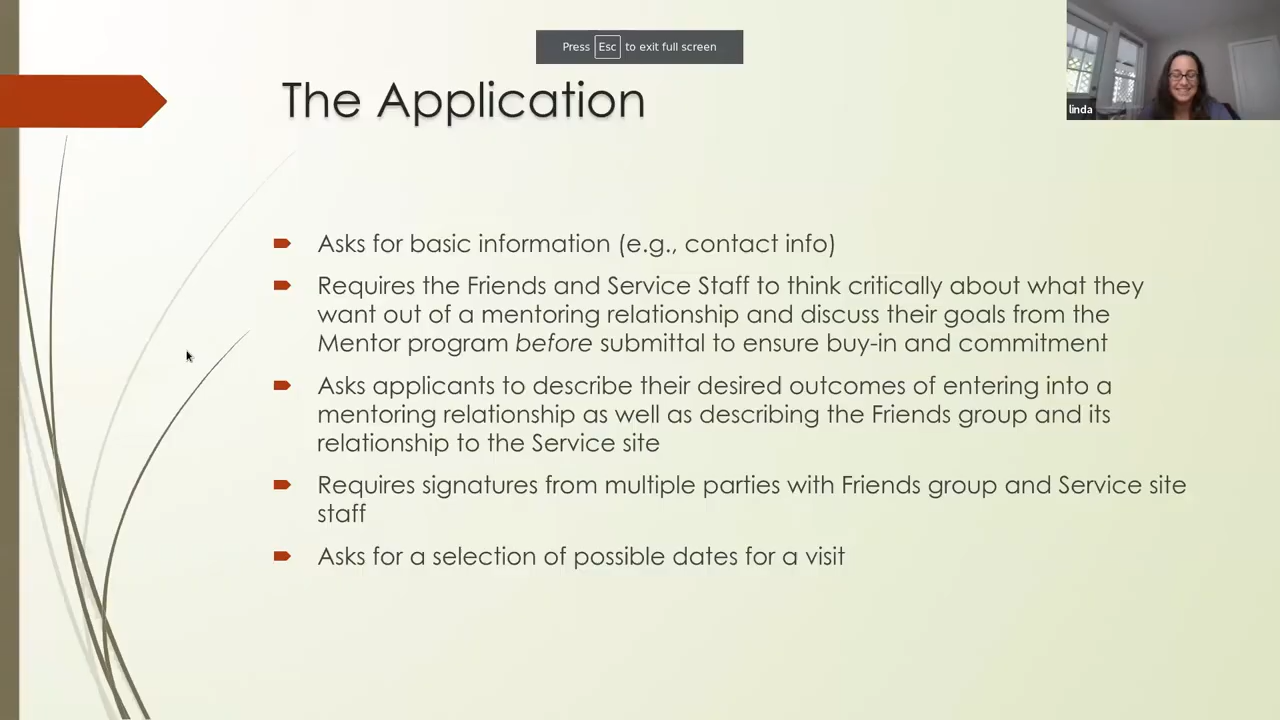 Press Esc to exit full screen
linda
The Application
Asks for basic information (e.g., contact info)
Requires the Friends and Service Staff to think critically about what they
want out of a mentoring relationship and discuss their goals from the
Mentor program before submittal to ensure buy-in and commitment
Asks applicants to describe their desired outcomes of entering into a
mentoring relationship as well as describing the Friends group and its
relationship to the Service site
Requires signatures from multiple parties with Friends group and Service site
staff
Asks for a selection of possible dates for a visit